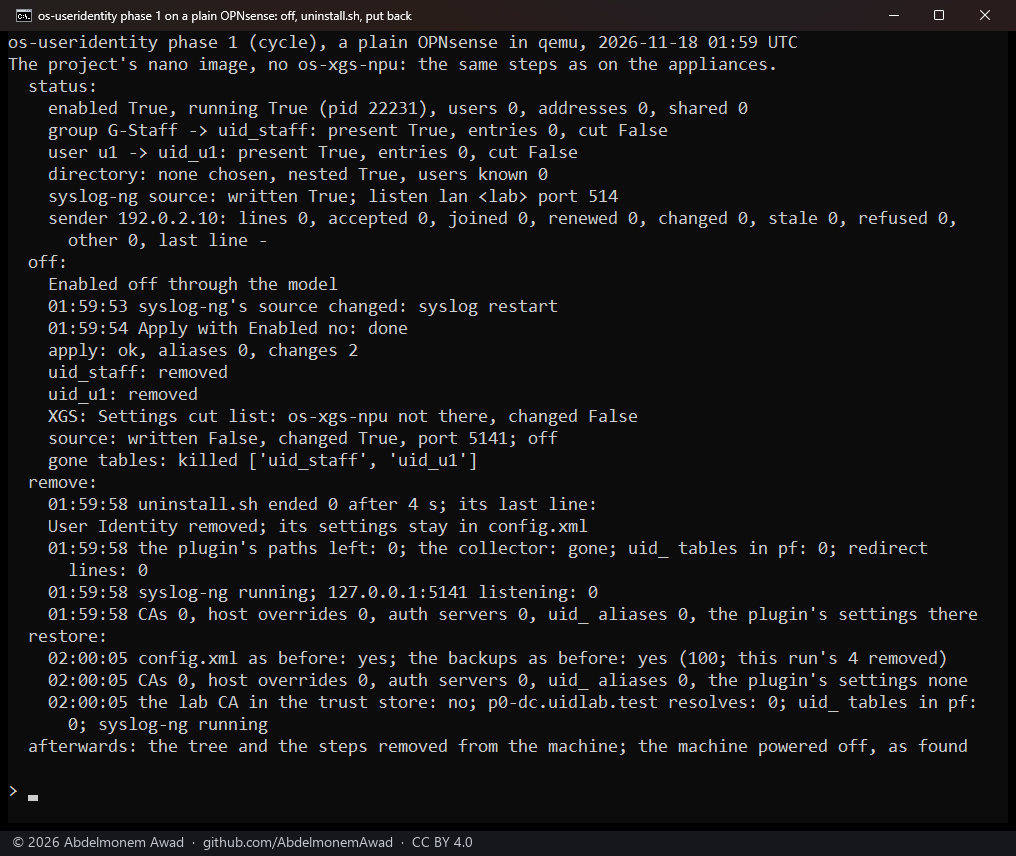 os-useridentity phase 1 on a plain OPNsense: off, uninstall.sh, put back
os-useridentity phase 1 (cycle), a plain OPNsense in qemu, 2026-11-18 01:59 UTC
The project's nano image, no os-xgs-npu: the same steps as on the appliances.
status:
enabled True, running True (pid 22231), users 0, addresses 0, shared 0
group G-Staff -> uid_staff: present True, entries 0, cut False
user u1 -> uid_u1: present True, entries 0, cut False
directory: none chosen, nested True, users known 0
syslog-ng source: written True; listen lan <lab> port 514
sender 192.0.2.10: lines 0, accepted 0, joined 0, renewed 0, changed 0, stale 0, refused 0,
other 0, last line -
off:
Enabled off through the model
01:59:53 syslog-ng's source changed: syslog restart
01:59:54 Apply with Enabled no: done
apply: ok, aliases 0, changes 2
uid_staff: removed
uid_u1: removed
XGS: Settings cut list: os-xgs-npu not there, changed False
source: written False, changed True, port 5141; off
gone tables: killed ['uid_staff', 'uid_u1']
remove:
01:59:58 uninstall.sh ended 0 after 4 s; its last line:
User Identity removed; its settings stay in config.xml
01:59:58 the plugin's paths left: 0; the collector: gone; uid_ tables in pf: 0; redirect
lines: 0
01:59:58 syslog-ng running; 127.0.0.1:5141 listening: 0
01:59:58 CAs 0, host overrides 0, auth servers 0, uid_ aliases 0, the plugin's settings there
restore:
02:00:05 config.xml as before: yes; the backups as before: yes (100; this run's 4 removed)
02:00:05 CAs 0, host overrides 0, auth servers 0, uid_ aliases 0, the plugin's settings none
02:00:05 the lab CA in the trust store: no; p0-dc.uidlab.test resolves: 0; uid_ tables in pf:
0; syslog-ng running
afterwards: the tree and the steps removed from the machine; the machine powered off, as found
>
© 2026 Abdelmonem Awad · github.com/AbdelmonemAwad · CC BY 4.0